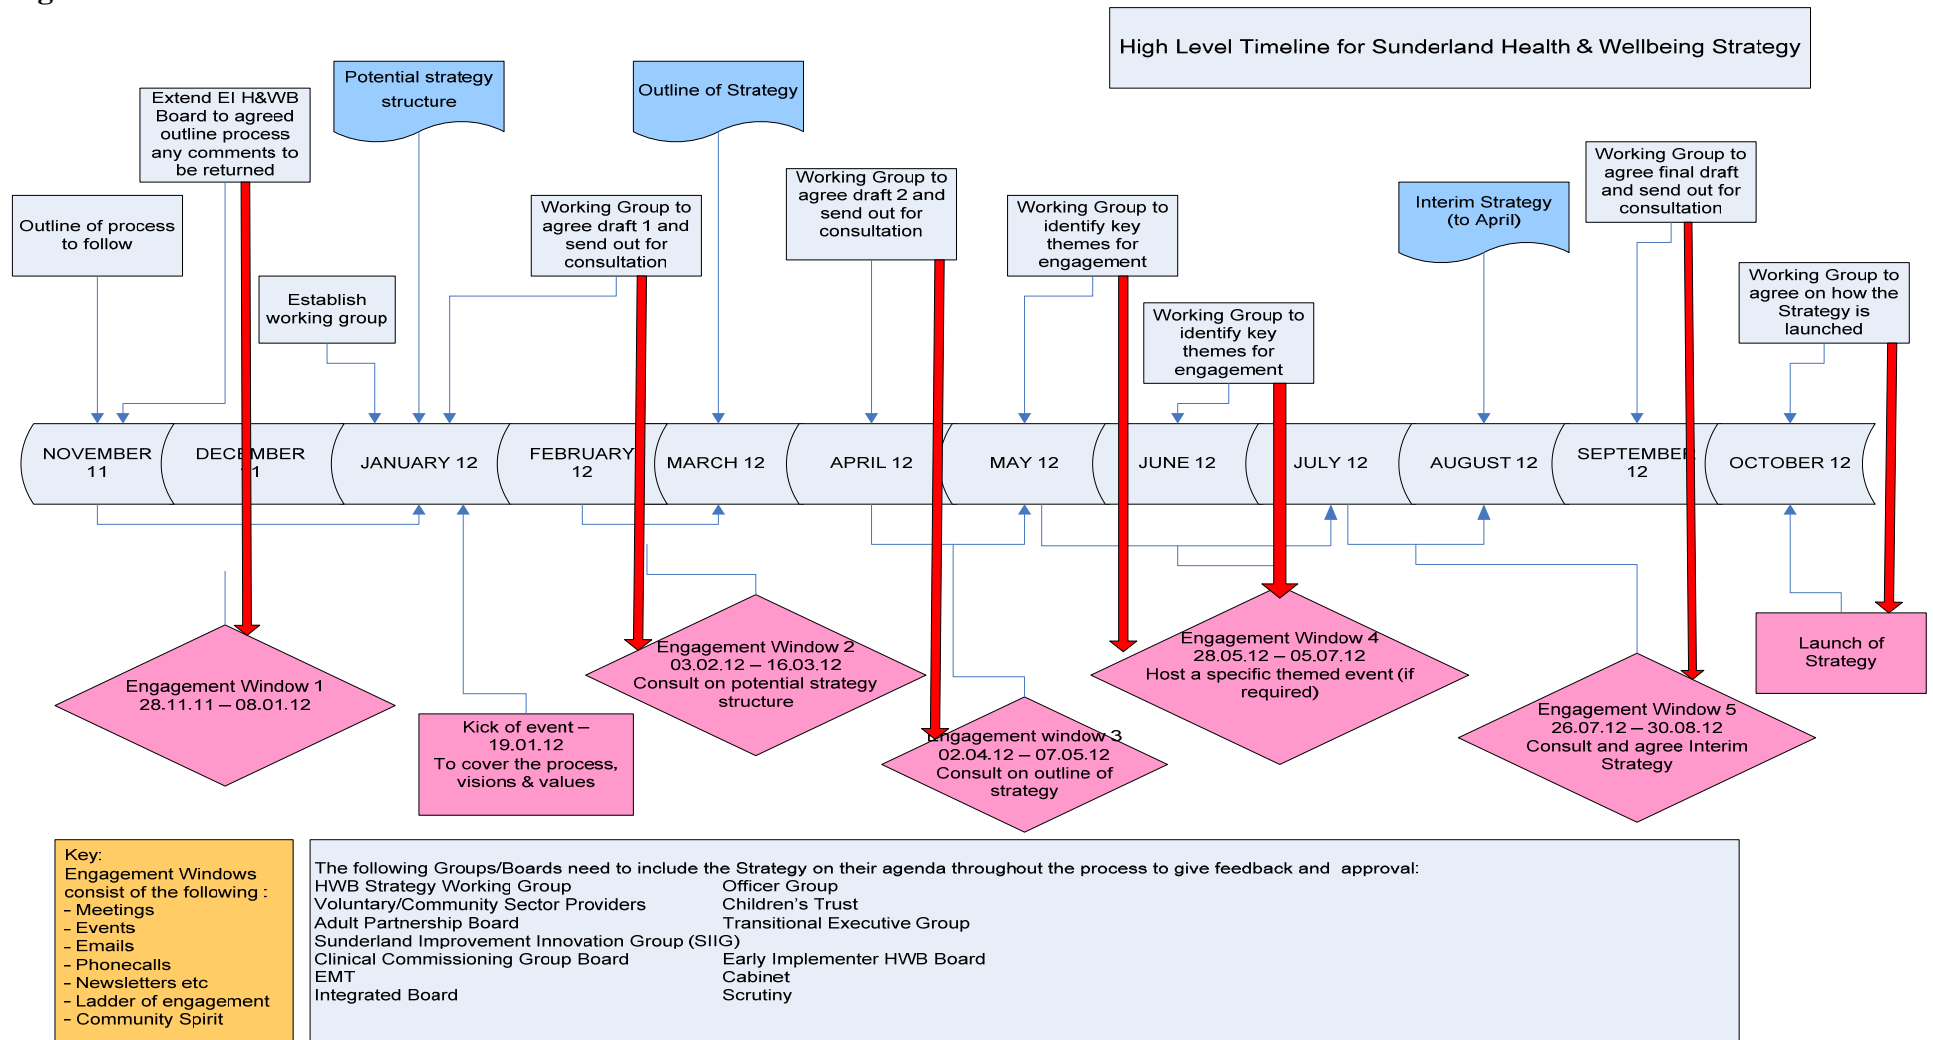 High Level Timeline for Sunderland Health & Wellbeing Strategy
Potential strategy
structure
Outline of Strategy
Extend EI H&WB
Board to agreed
outline process
any comments to
be returned
Outline of process
to follow
Establish
working group
Working Group to
agree draft 1 and
send out for
consultation
Working Group to
agree draft 2 and
send out for
consultation
Working Group to
identify key
themes for
engagement
Working Group to
identify key
themes for
engagement
Interim Strategy
(to April)
Working Group to
agree final draft
and send out for
consultation
Working Group to
agree on how the
Strategy is
launched
NOVEMBER
11
DECEMBER
11
JANUARY 12
FEBRUARY
12
MARCH 12
APRIL 12
MAY 12
JUNE 12
JULY 12
AUGUST 12
SEPTEMBER
12
OCTOBER 12
Engagement Window 1
28.11.11 – 08.01.12
Kick of event –
19.01.12
To cover the process,
visions & values
Engagement Window 2
03.02.12 – 16.03.12
Consult on potential strategy
structure
Engagement window 3
02.04.12 – 07.05.12
Consult on outline of
strategy
Engagement Window 4
28.05.12 – 05.07.12
Host a specific themed event (if
required)
Engagement Window 5
26.07.12 – 30.08.12
Consult and agree Interim
Strategy
Launch of
Strategy
Key:
Engagement Windows
consist of the following :
- Meetings
- Events
- Emails
- Phonecalls
- Newsletters etc
- Ladder of engagement
- Community Spirit
The following Groups/Boards need to include the Strategy on their agenda throughout the process to give feedback and approval:
HWB Strategy Working Group Officer Group
Voluntary/Community Sector Providers Children's Trust
Adult Partnership Board Transitional Executive Group
Sunderland Improvement Innovation Group (SIIG)
Clinical Commissioning Group Board Early Implementer HWB Board
EMT Cabinet
Integrated Board Scrutiny